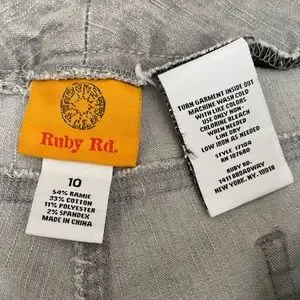 Ruby Rd.
10
54% RAMIE
33% COTTON
11% POLYESTER
2% SPANDEX
MADE IN CHINA
TURN GARMENT INSIDE OUT
MACHINE WASH COLD
WITH LIKE COLORS
USE ONLY NON-
CHLORINE BLEACH
WHEN NEEDED
LINE DRY
LOW IRON AS NEEDED
RN 107680
RUBY RD.
1411 BROADWAY
NEW YORK, NY. 10018